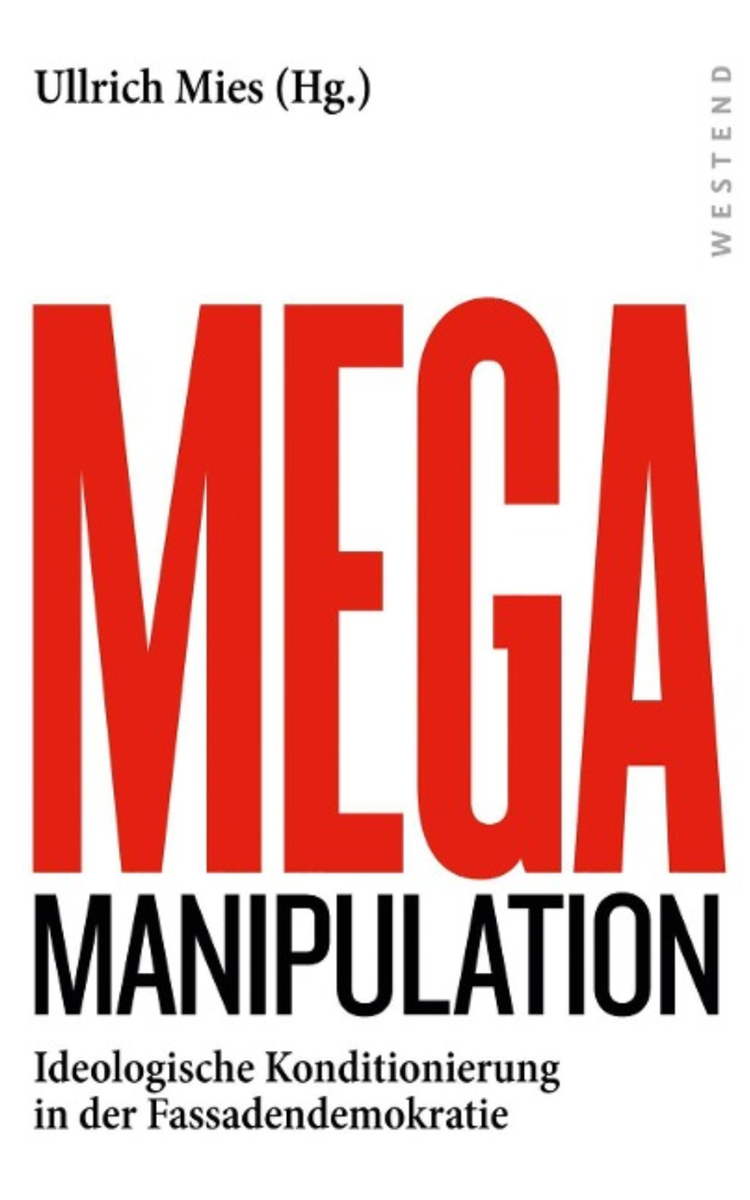 Ullrich Mies (Hg.)
WESTEND
MEGA
MANIPULATION
Ideologische Konditionierung
in der Fassadendemokratie